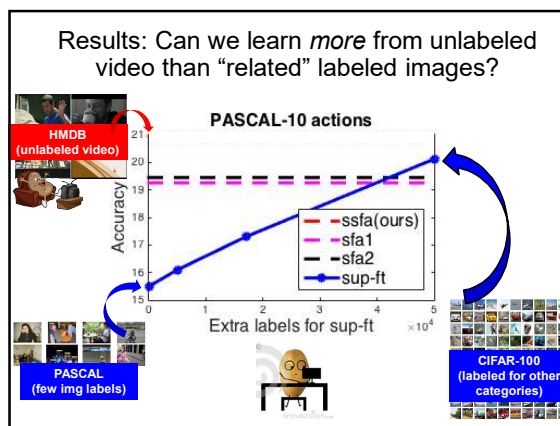 Results: Can we learn more from unlabeled
video than “related” labeled images?
PASCAL-10 actions
HMDB
(unlabeled video)
21
20
19
18
17
16
15
Accuracy
ssfa(ours)
sfa1
sfa2
sup-ft
0
1
2
3
4
5
×10⁴
Extra labels for sup-ft
PASCAL
(few img labels)
CIFAR-100
(labeled for other
categories)